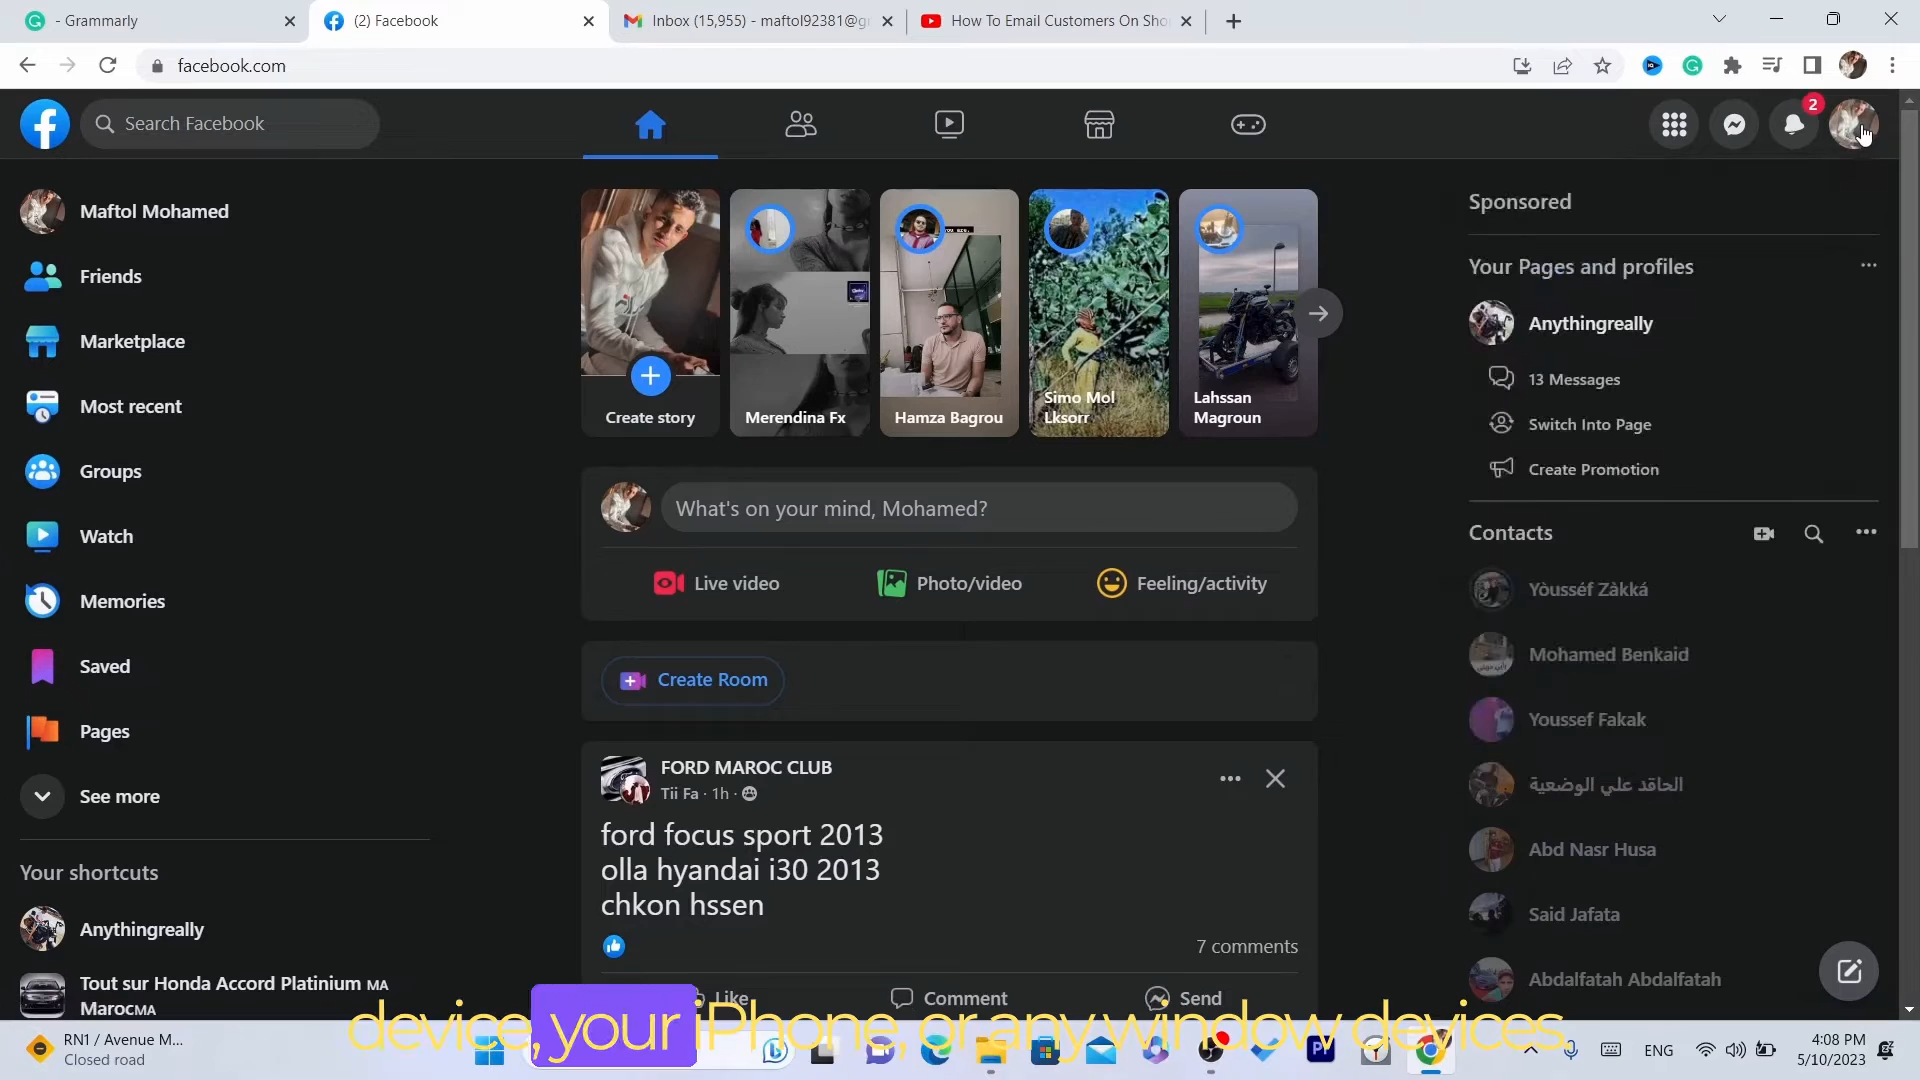 - Grammarly
(2) Facebook
Inbox (15,955) - maftol92381@g
How To Email Customers On Sho
facebook.com
Search Facebook
2
Maftol Mohamed
Friends
Marketplace
Most recent
Groups
Watch
Memories
Saved
Pages
See more
Your shortcuts
Anythingreally
Tout sur Honda Accord Platinium MA
MarocMA
Create story
Merendina Fx
Hamza Bagrou
Simo Mol
Lksorr
Lahssan
Magroun
What's on your mind, Mohamed?
Live video
Photo/video
Feeling/activity
Create Room
FORD MAROC CLUB
Tii Fa · 1h ·
ford focus sport 2013
olla hyandai i30 2013
chkon hssen
7 comments
Like
Comment
Send
Sponsored
Your Pages and profiles
Anythingreally
13 Messages
Switch Into Page
Create Promotion
Contacts
Yòusséf Zàkká
Mohamed Benkaid
Youssef Fakak
الحاقد علي الوضعية
Abd Nasr Husa
Said Jafata
Abdalfatah Abdalfatah
device, your iPhone, or any window devices.
RN1 / Avenue M...
Closed road
Pr
ENG
4:08 PM
5/10/2023